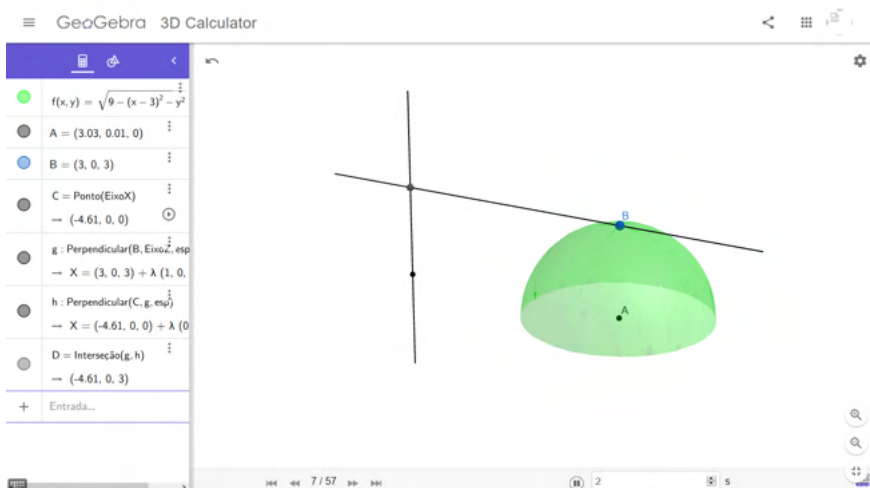 GeoGebra 3D Calculator
f(x, y) = √9 − (x − 3)² − y²
A = (3.03, 0.01, 0)
B = (3, 0, 3)
C = Ponto(EixoX)
→ (-4.61, 0, 0)
g : Perpendicular(B, EixoZ, esp
→ X = (3, 0, 3) + λ (1, 0,
h : Perpendicular(C, g, esp)
→ X = (-4.61, 0, 0) + λ (0
D = Interseção(g, h)
→ (-4.61, 0, 3)
+ Entrada...
B
A
7 / 57
2 s